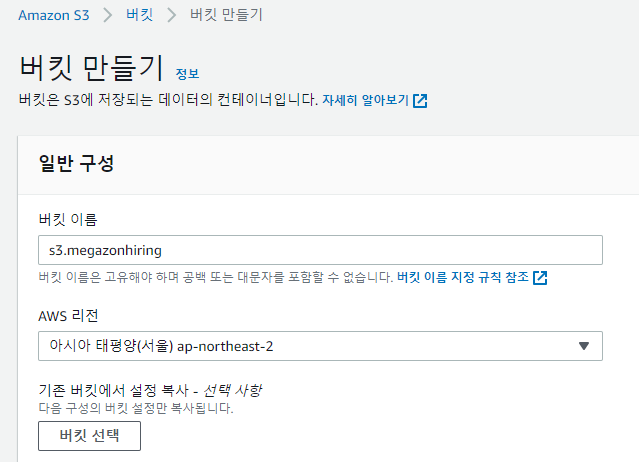 Amazon S3 > 버킷 > 버킷 만들기
버킷 만들기 정보
버킷은 S3에 저장되는 데이터의 컨테이너입니다. 자세히 알아보기
일반 구성
버킷 이름
s3.megazonhiring
버킷 이름은 고유해야 하며 공백 또는 대문자를 포함할 수 없습니다. 버킷 이름 지정 규칙 참조
AWS 리전
아시아 태평양(서울) ap-northeast-2
기존 버킷에서 설정 복사 - 선택 사항
다음 구성의 버킷 설정만 복사됩니다.
버킷 선택